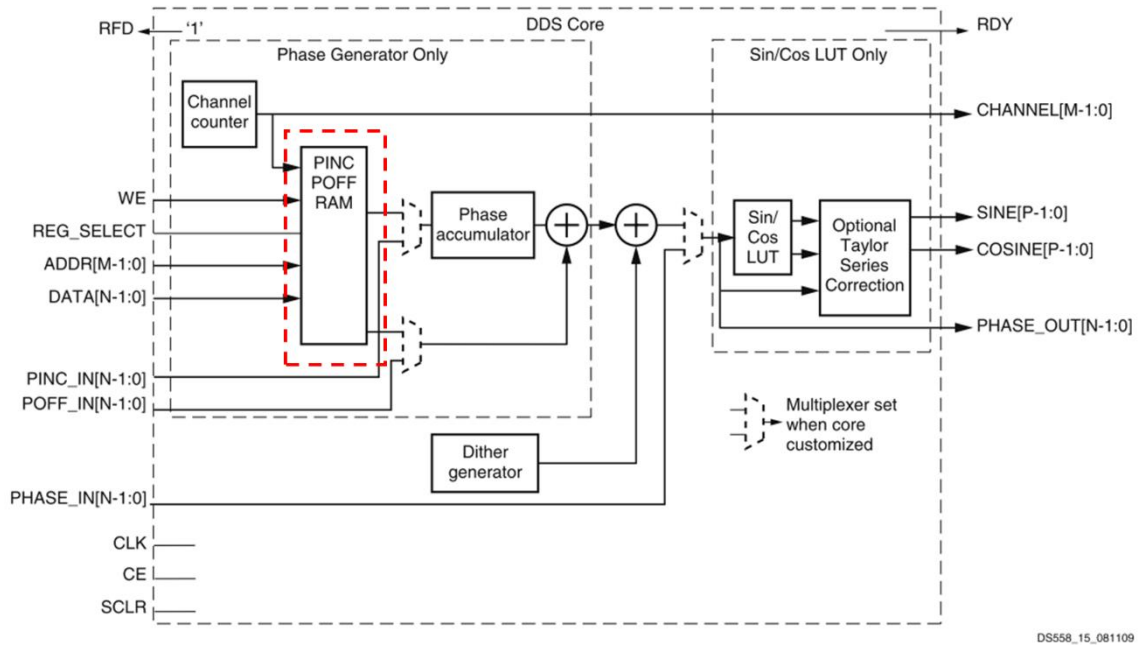 DDS Core
RFD
'1'
RDY
Phase Generator Only
Sin/Cos LUT Only
Channel
counter
CHANNEL[M-1:0]
PINC
POFF
RAM
WE
REG_SELECT
ADDR[M-1:0]
DATA[N-1:0]
Phase
accumulator
Sin/
Cos
LUT
Optional
Taylor
Series
Correction
SINE[P-1:0]
COSINE[P-1:0]
PHASE_OUT[N-1:0]
PINC_IN[N-1:0]
POFF_IN[N-1:0]
Multiplexer set
when core
customized
Dither
generator
PHASE_IN[N-1:0]
CLK
CE
SCLR
DS558_15_081109